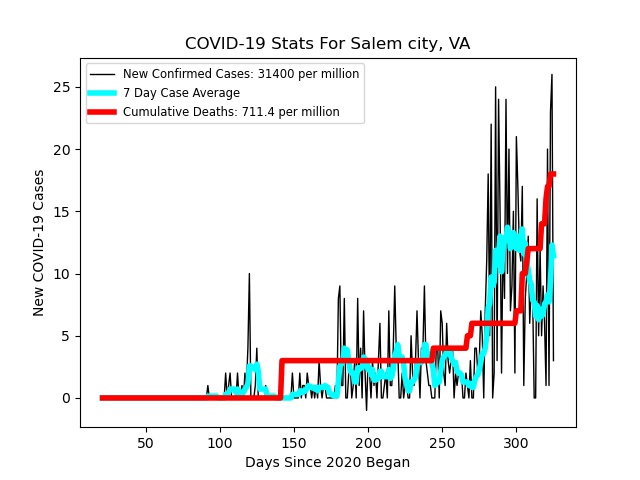 COVID-19 Stats For Salem city, VA
New Confirmed Cases: 31400 per million
7 Day Case Average
Cumulative Deaths: 711.4 per million
New COVID-19 Cases
25
20
15
10
5
0
50 100 150 200 250 300
Days Since 2020 Began